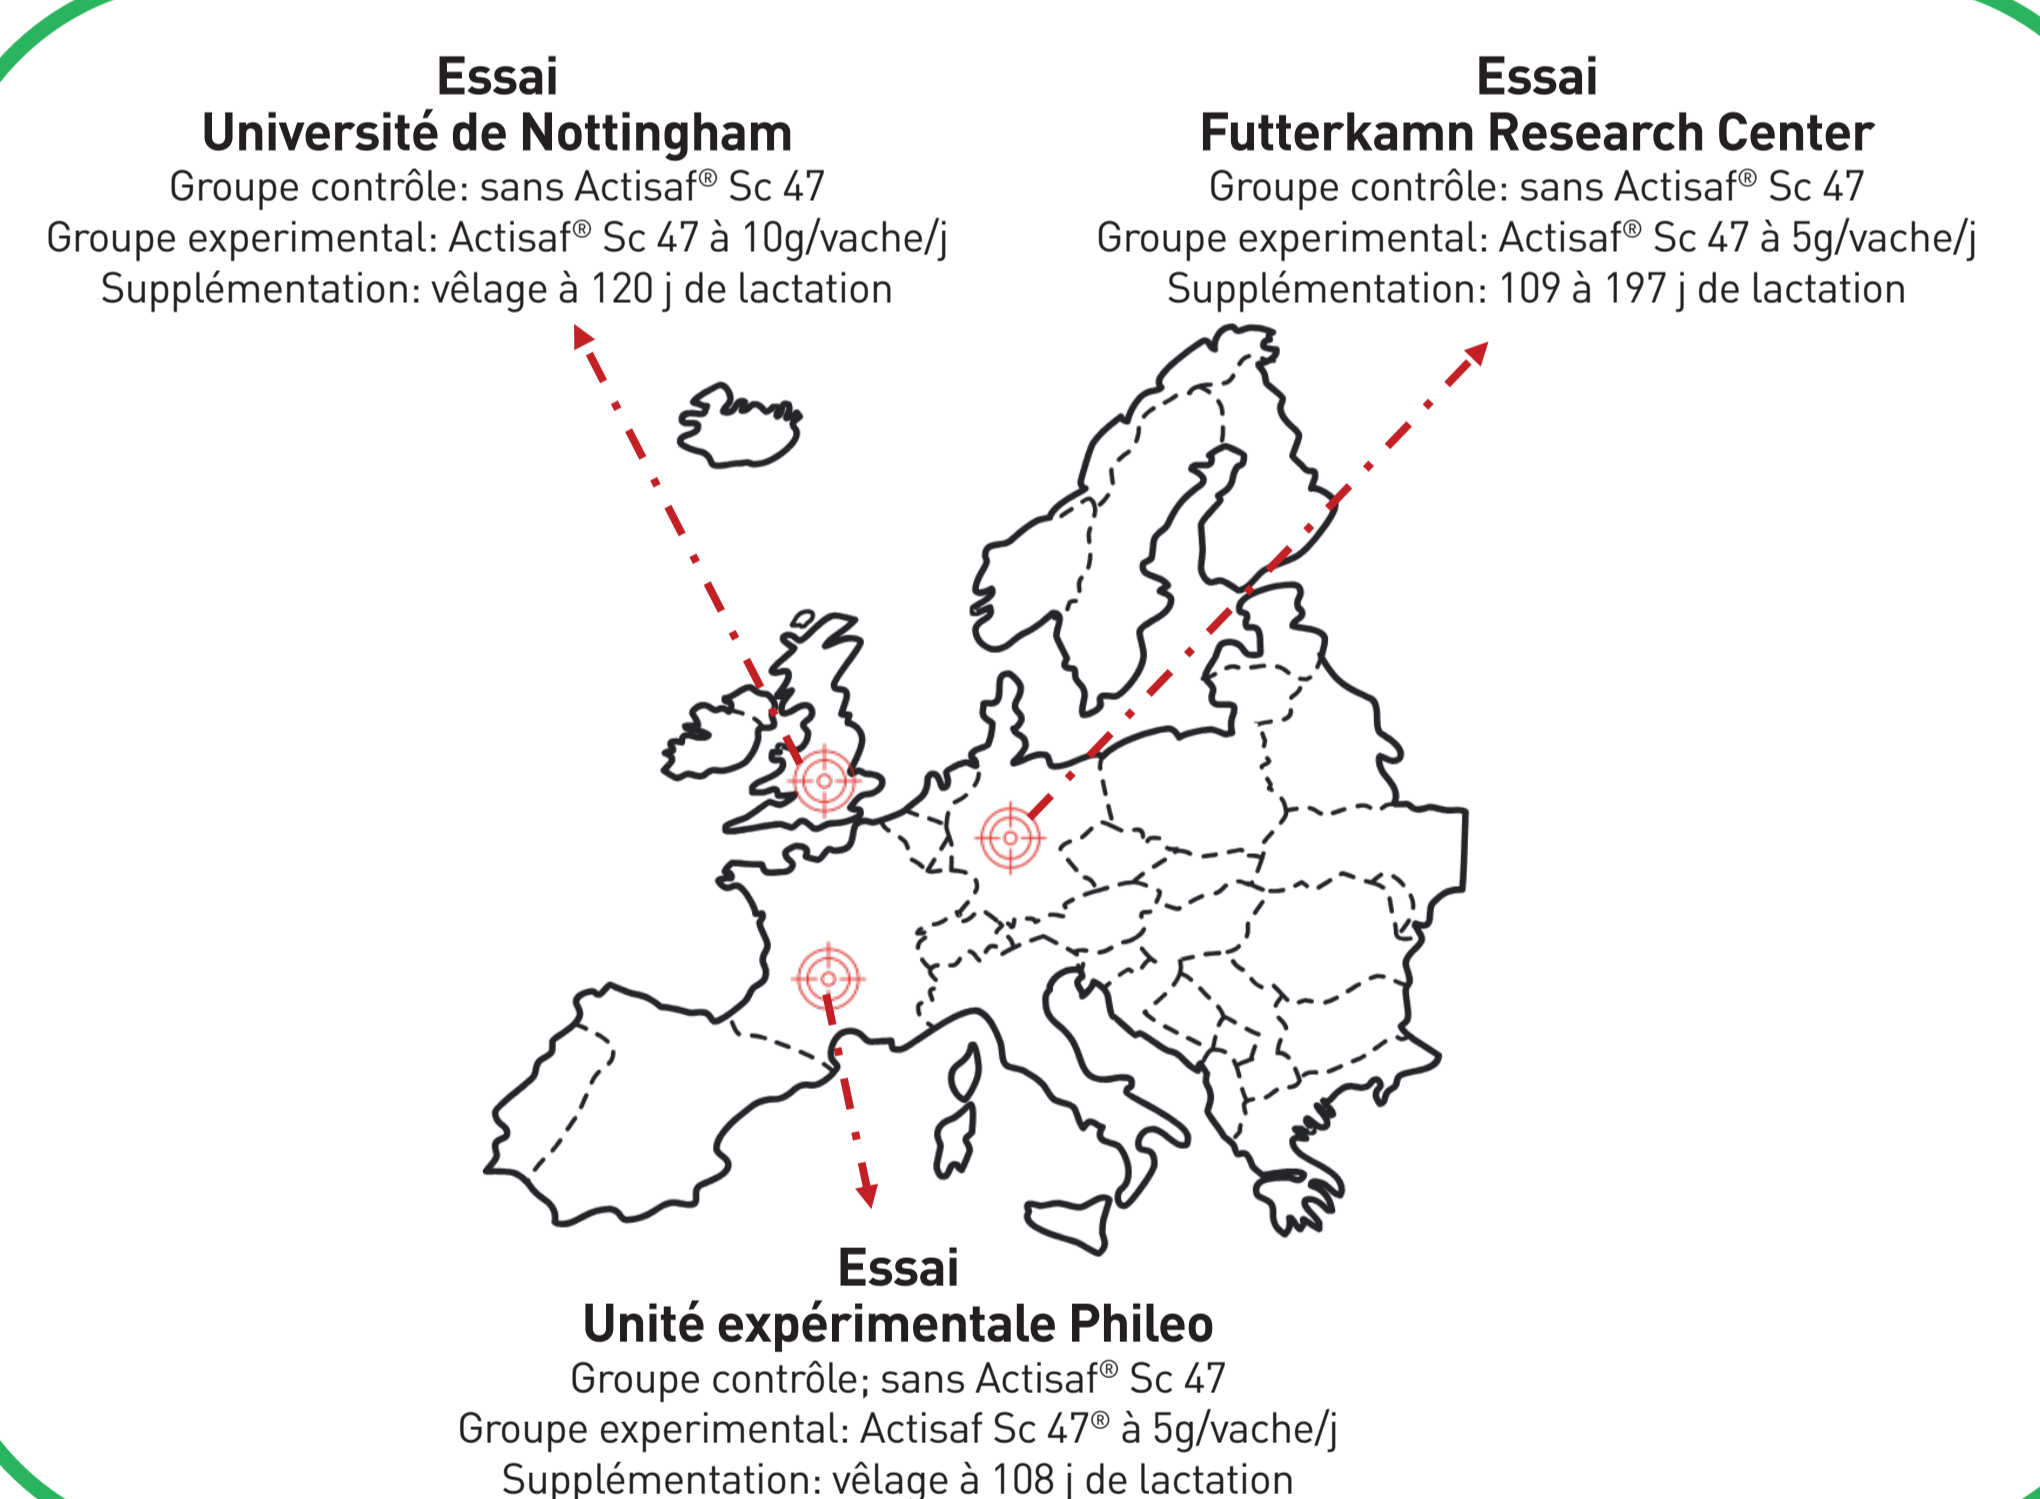 Essai
Université de Nottingham
Groupe contrôle: sans Actisaf® Sc 47
Groupe experimental: Actisaf® Sc 47 à 10g/vache/j
Supplémentation: vêlage à 120 j de lactation
Essai
Futterkamn Research Center
Groupe contrôle: sans Actisaf® Sc 47
Groupe experimental: Actisaf® Sc 47 à 5g/vache/j
Supplémentation: 109 à 197 j de lactation
Essai
Unité expérimentale Phileo
Groupe contrôle; sans Actisaf® Sc 47
Groupe experimental: Actisaf Sc 47® à 5g/vache/j
Supplémentation: vêlage à 108 j de lactation